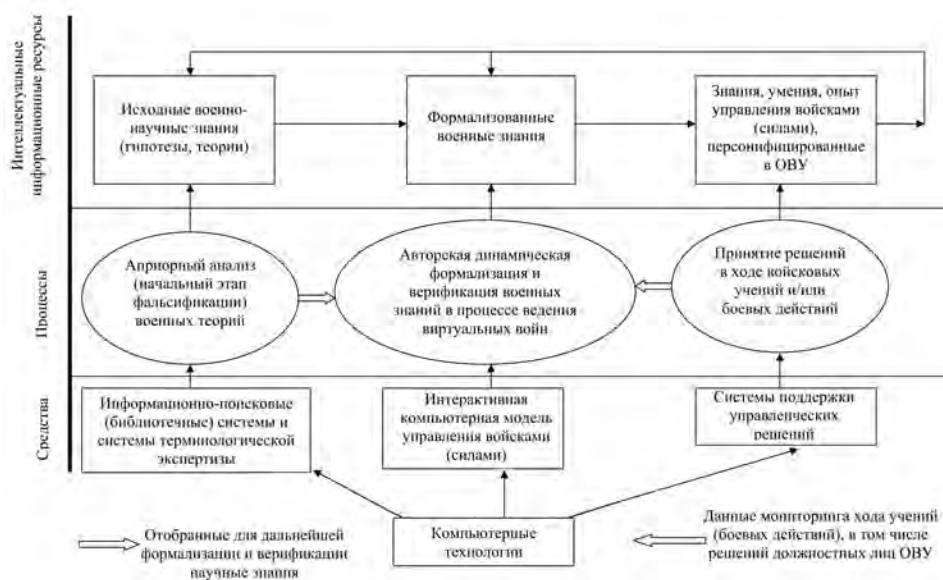 Интеллектуальные
информационные ресурсы
Исходные военно-
научные знания
(гипотезы, теории)
Формализованные
военные знания
Знания, умения, опыт
управления войсками
(силами),
персонифицированные
в ОВУ
Процессы
Априорный анализ
(начальный этап
фальсификации)
военных теорий
Авторская динамическая
формализация и
верификация военных
знаний в процессе ведения
виртуальных войн
Принятие решений
в ходе войсковых
учений и/или
боевых действий
Средства
Информационно-поисковые
(библиотечные) системы и
системы терминологической
экспертизы
Интерактивная
компьютерная модель
управления войсками
(силами)
Системы поддержки
управленческих
решений
Компьютерные
технологии
Отобранные для дальнейшей
формализации и верификации
научные знания
Данные мониторинга хода учений
(боевых действий), в том числе
решений должностных лиц ОВУ